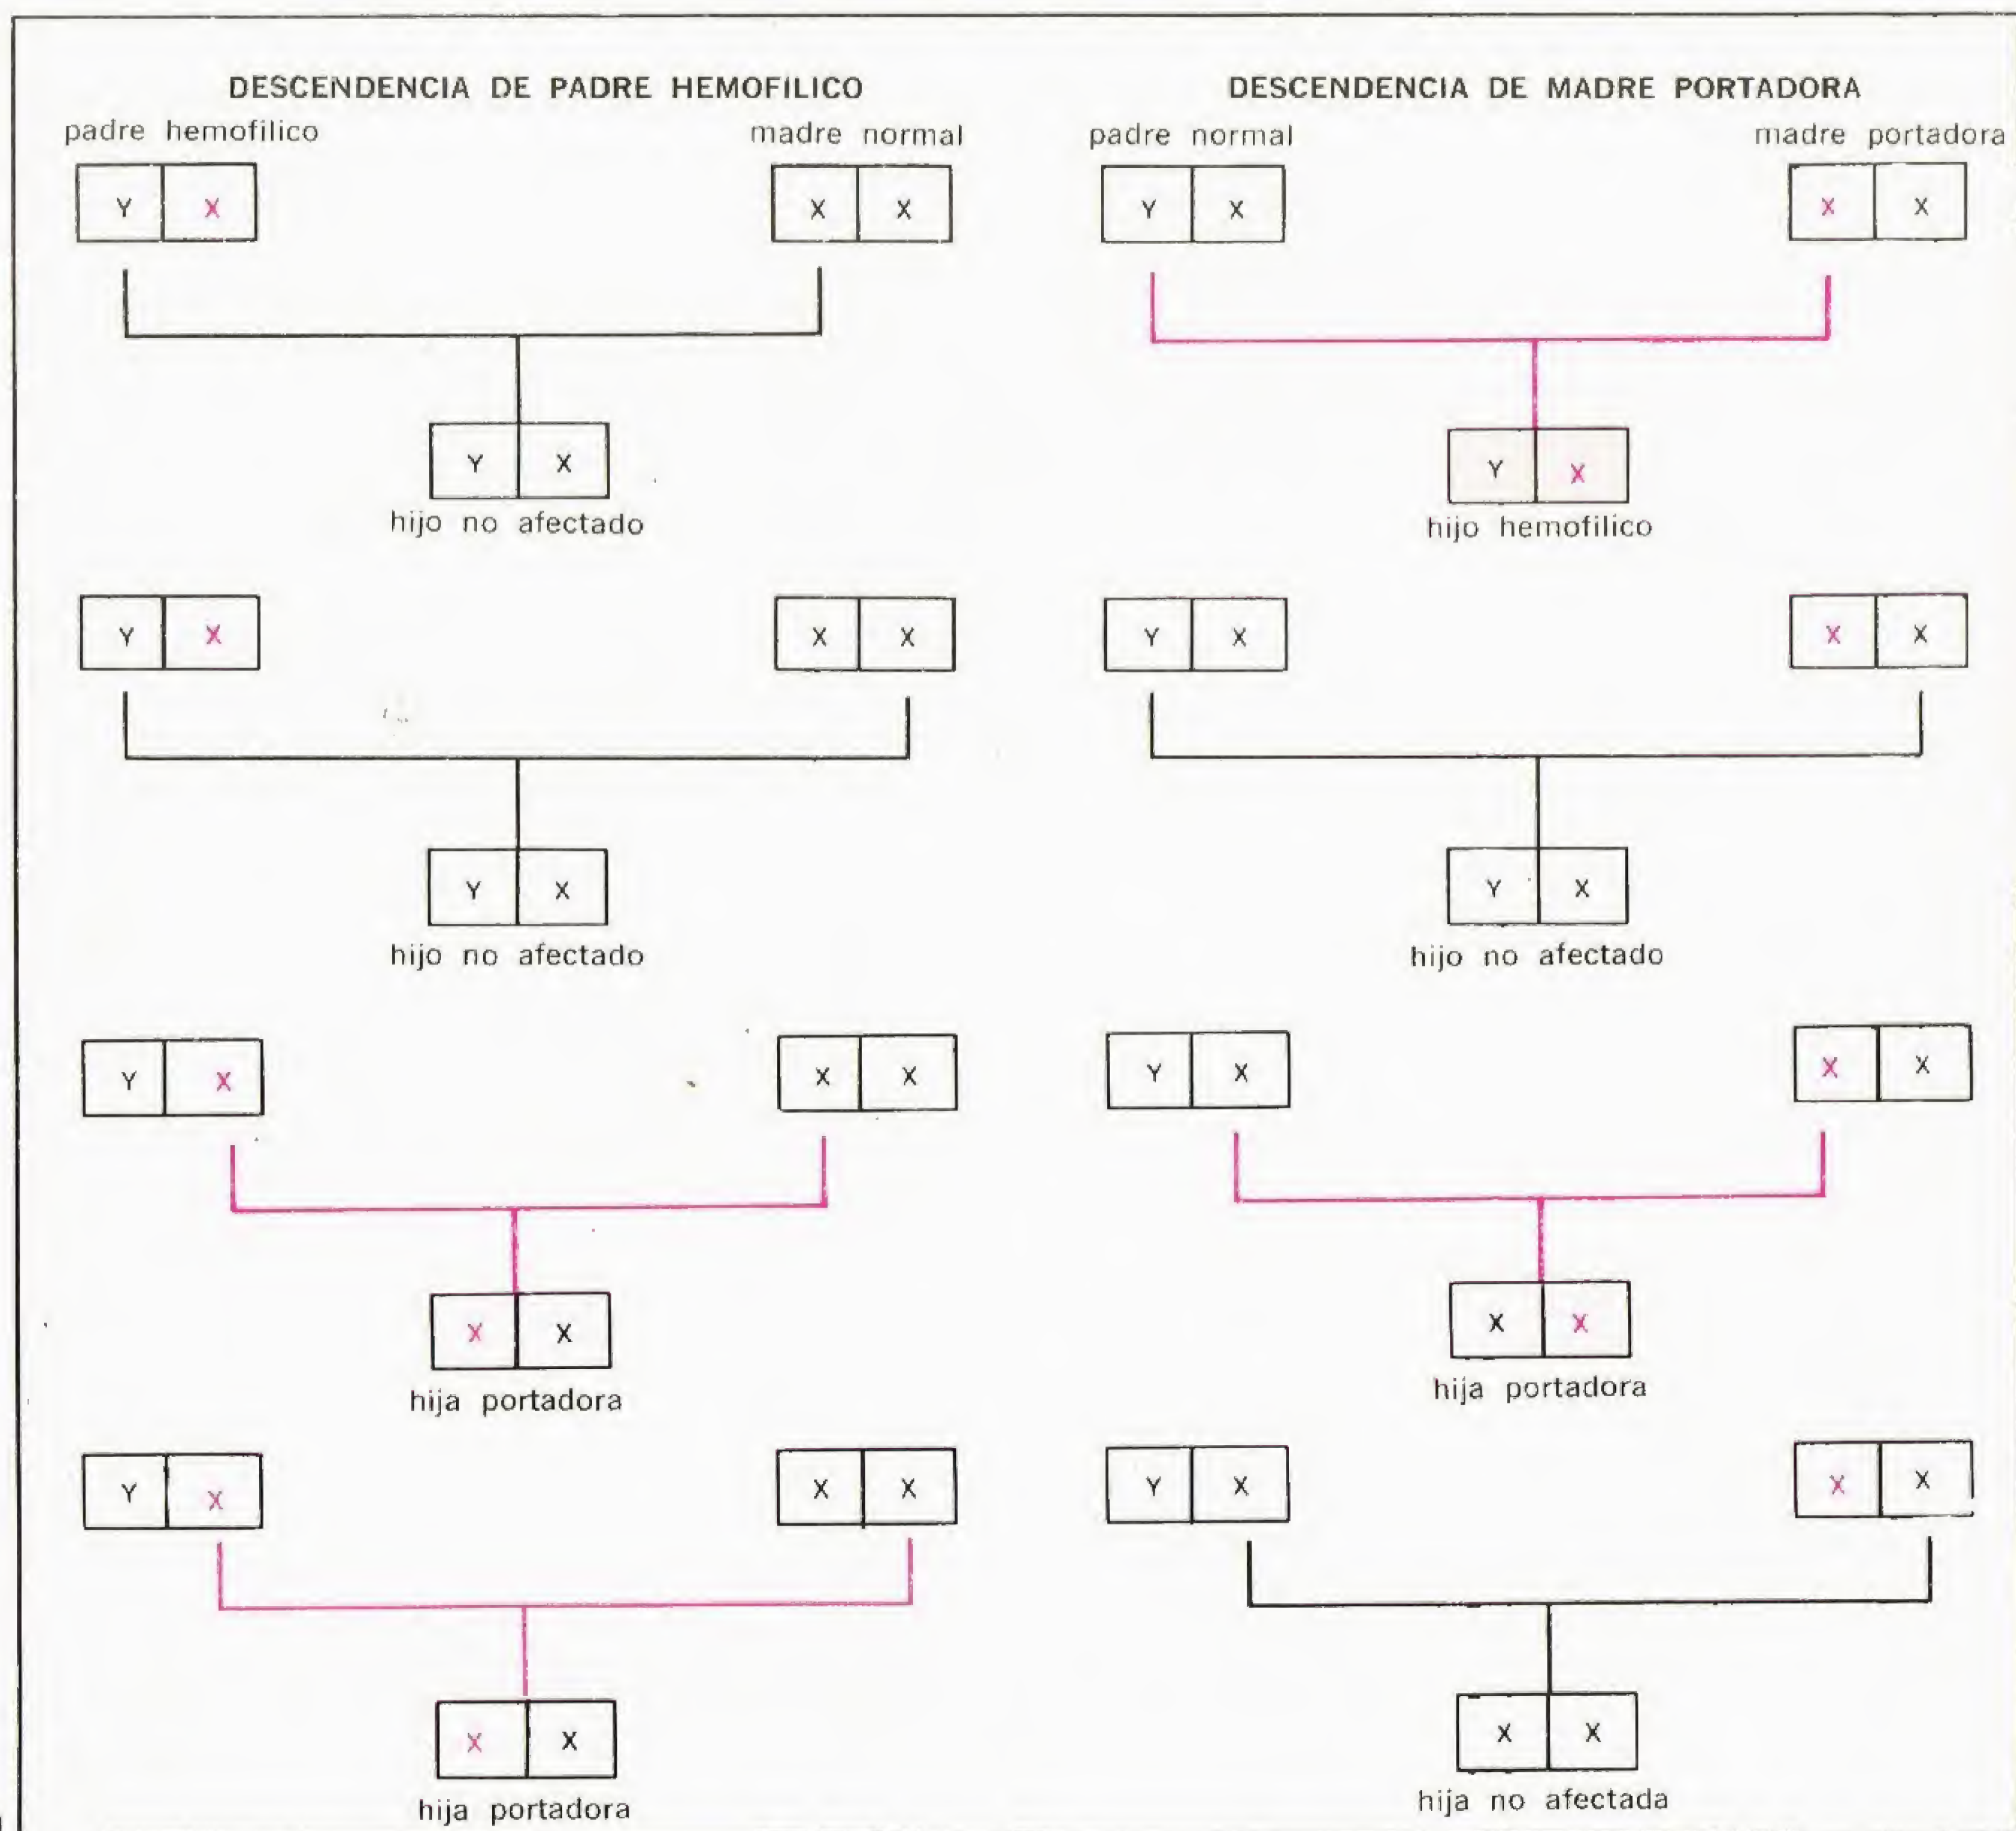 DESCENDENCIA DE PADRE HEMOFILICO
padre hemofilico
madre normal
Y X
X X
Y X
hijo no afectado
Y X
X X
Y X
hijo no afectado
Y X
X X
X X
hija portadora
Y X
X X
X X
hija portadora
DESCENDENCIA DE MADRE PORTADORA
padre normal
madre portadora
Y X
X X
Y X
hijo hemofilico
Y X
X X
Y X
hijo no afectado
Y X
X X
X X
hija portadora
Y X
X X
X X
hija no afectada